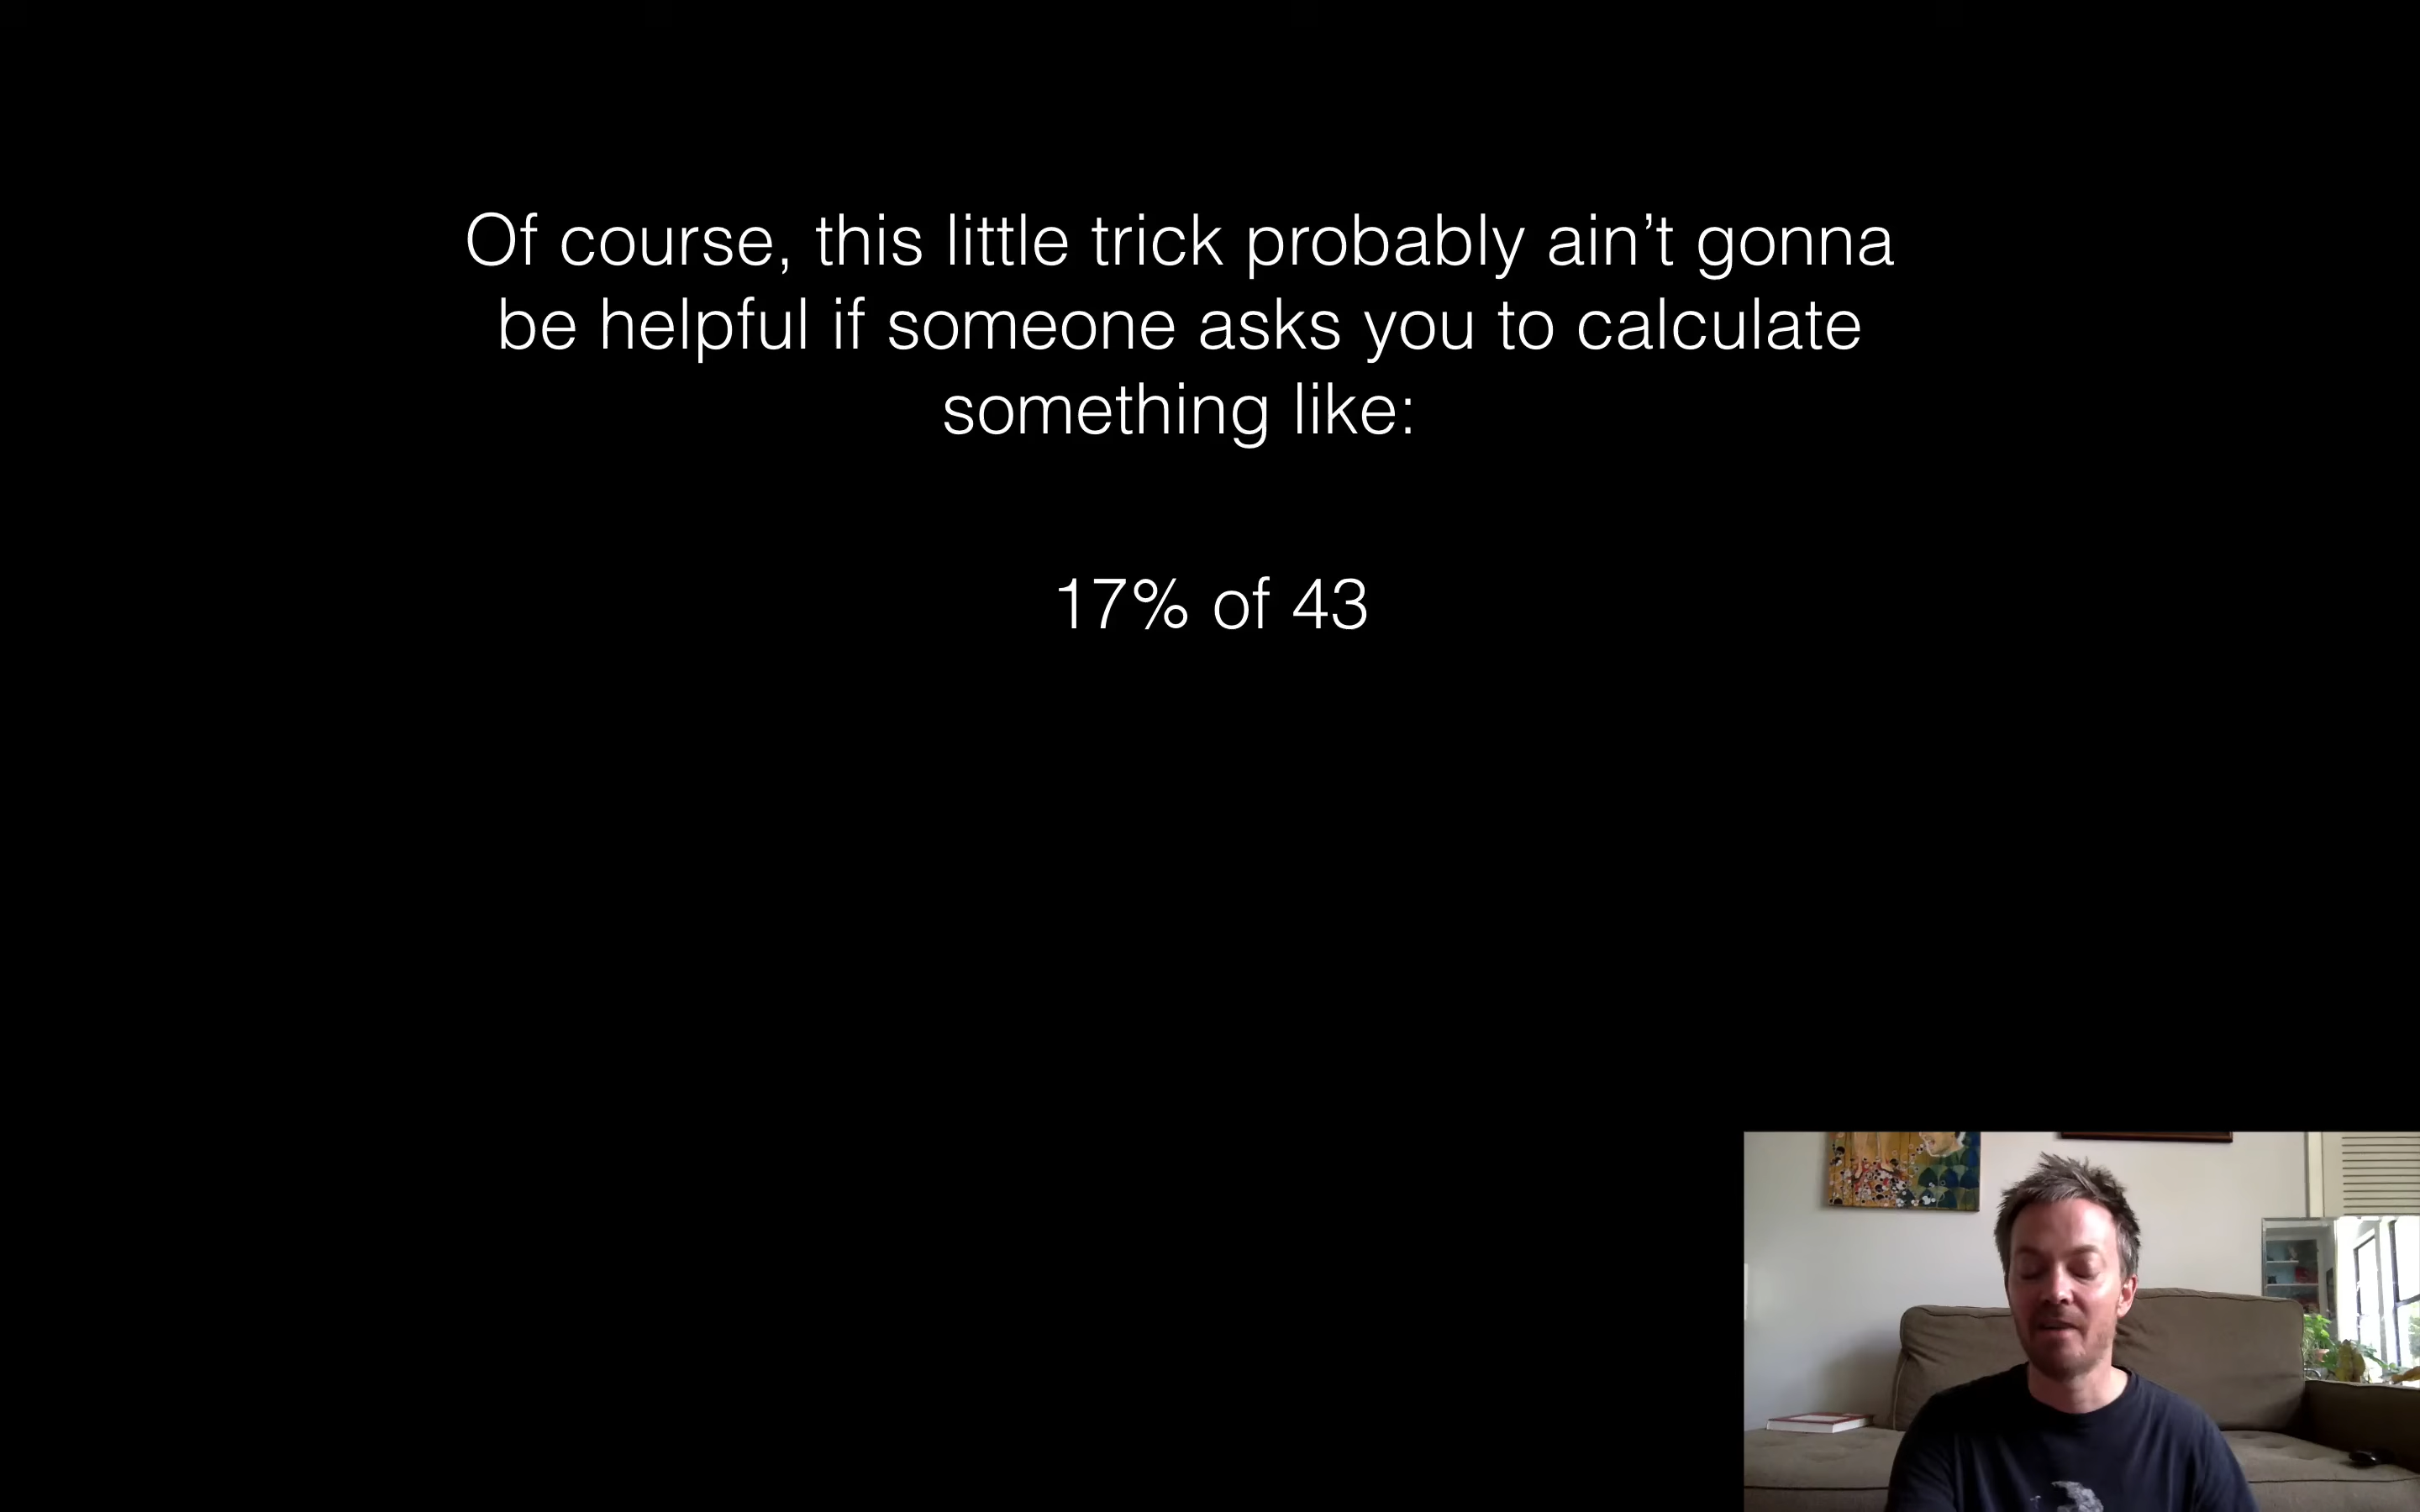 Of course, this little trick probably ain’t gonna
be helpful if someone asks you to calculate
something like:
17% of 43